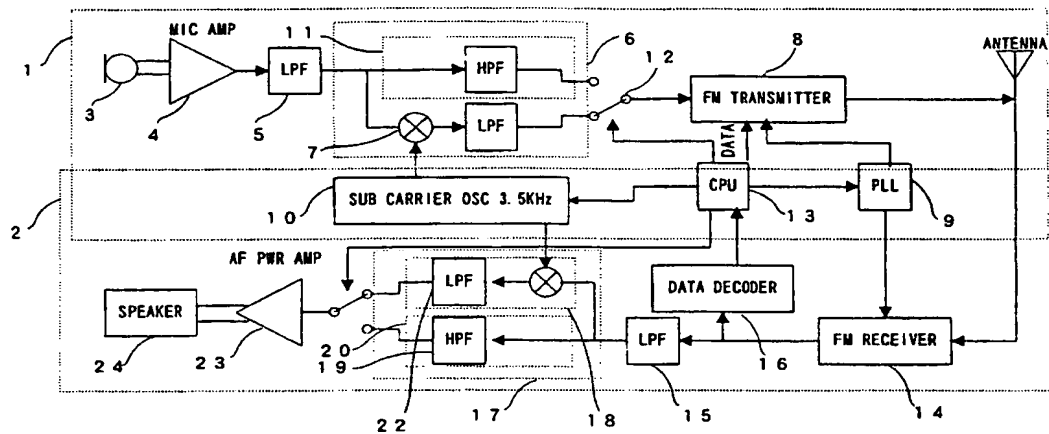 MIC AMP
1 1
6
1 2
8
ANTENNA
1
LPF
HPF
FM TRANSMITTER
3
4
5
LPF
7
DATA
2
1 0
SUB CARRIER OSC 3.5KHz
CPU
1 3
PLL
9
AF PWR AMP
SPEAKER
LPF
DATA DECODER
2 4
2 3
2 0
1 9
HPF
LPF
1 6
FM RECEIVER
2 2
1 7
1 8
1 5
1 4